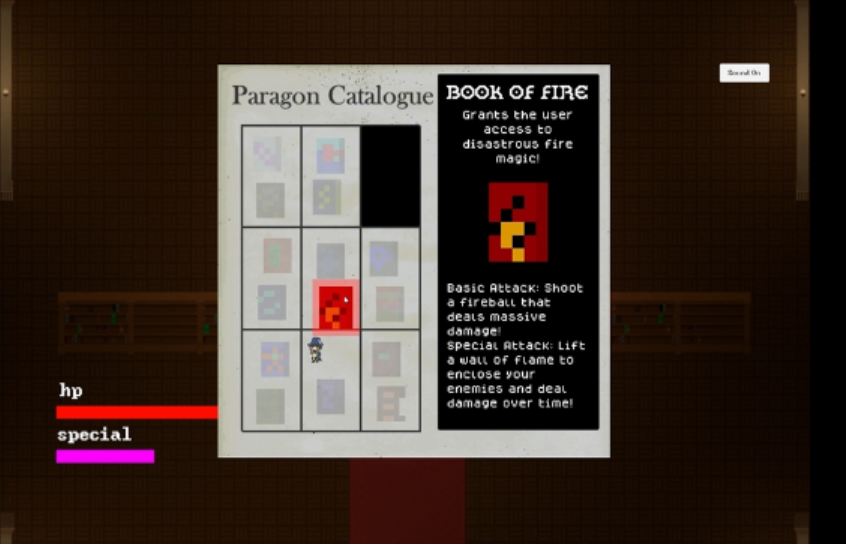 Sound On
Paragon Catalogue
BOOK OF FIRE
Grants the user
access to
disastrous fire
magic!
Basic Attack: Shoot
a fireball that
deals massive
damage!
Special Attack: Lift
a wall of flame to
enclose your
enemies and deal
damage over time!
hp
special